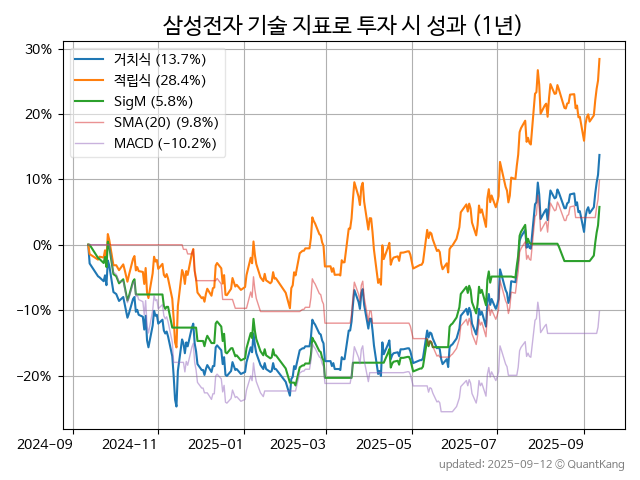 삼성전자 기술 지표로 투자 시 성과 (1년)
30%
20%
10%
0%
−10%
−20%
거치식 (13.7%)
적립식 (28.4%)
SigM (5.8%)
SMA(20) (9.8%)
MACD (−10.2%)
2024-09
2024-11
2025-01
2025-03
2025-05
2025-07
2025-09
updated: 2025-09-12 © QuantKang